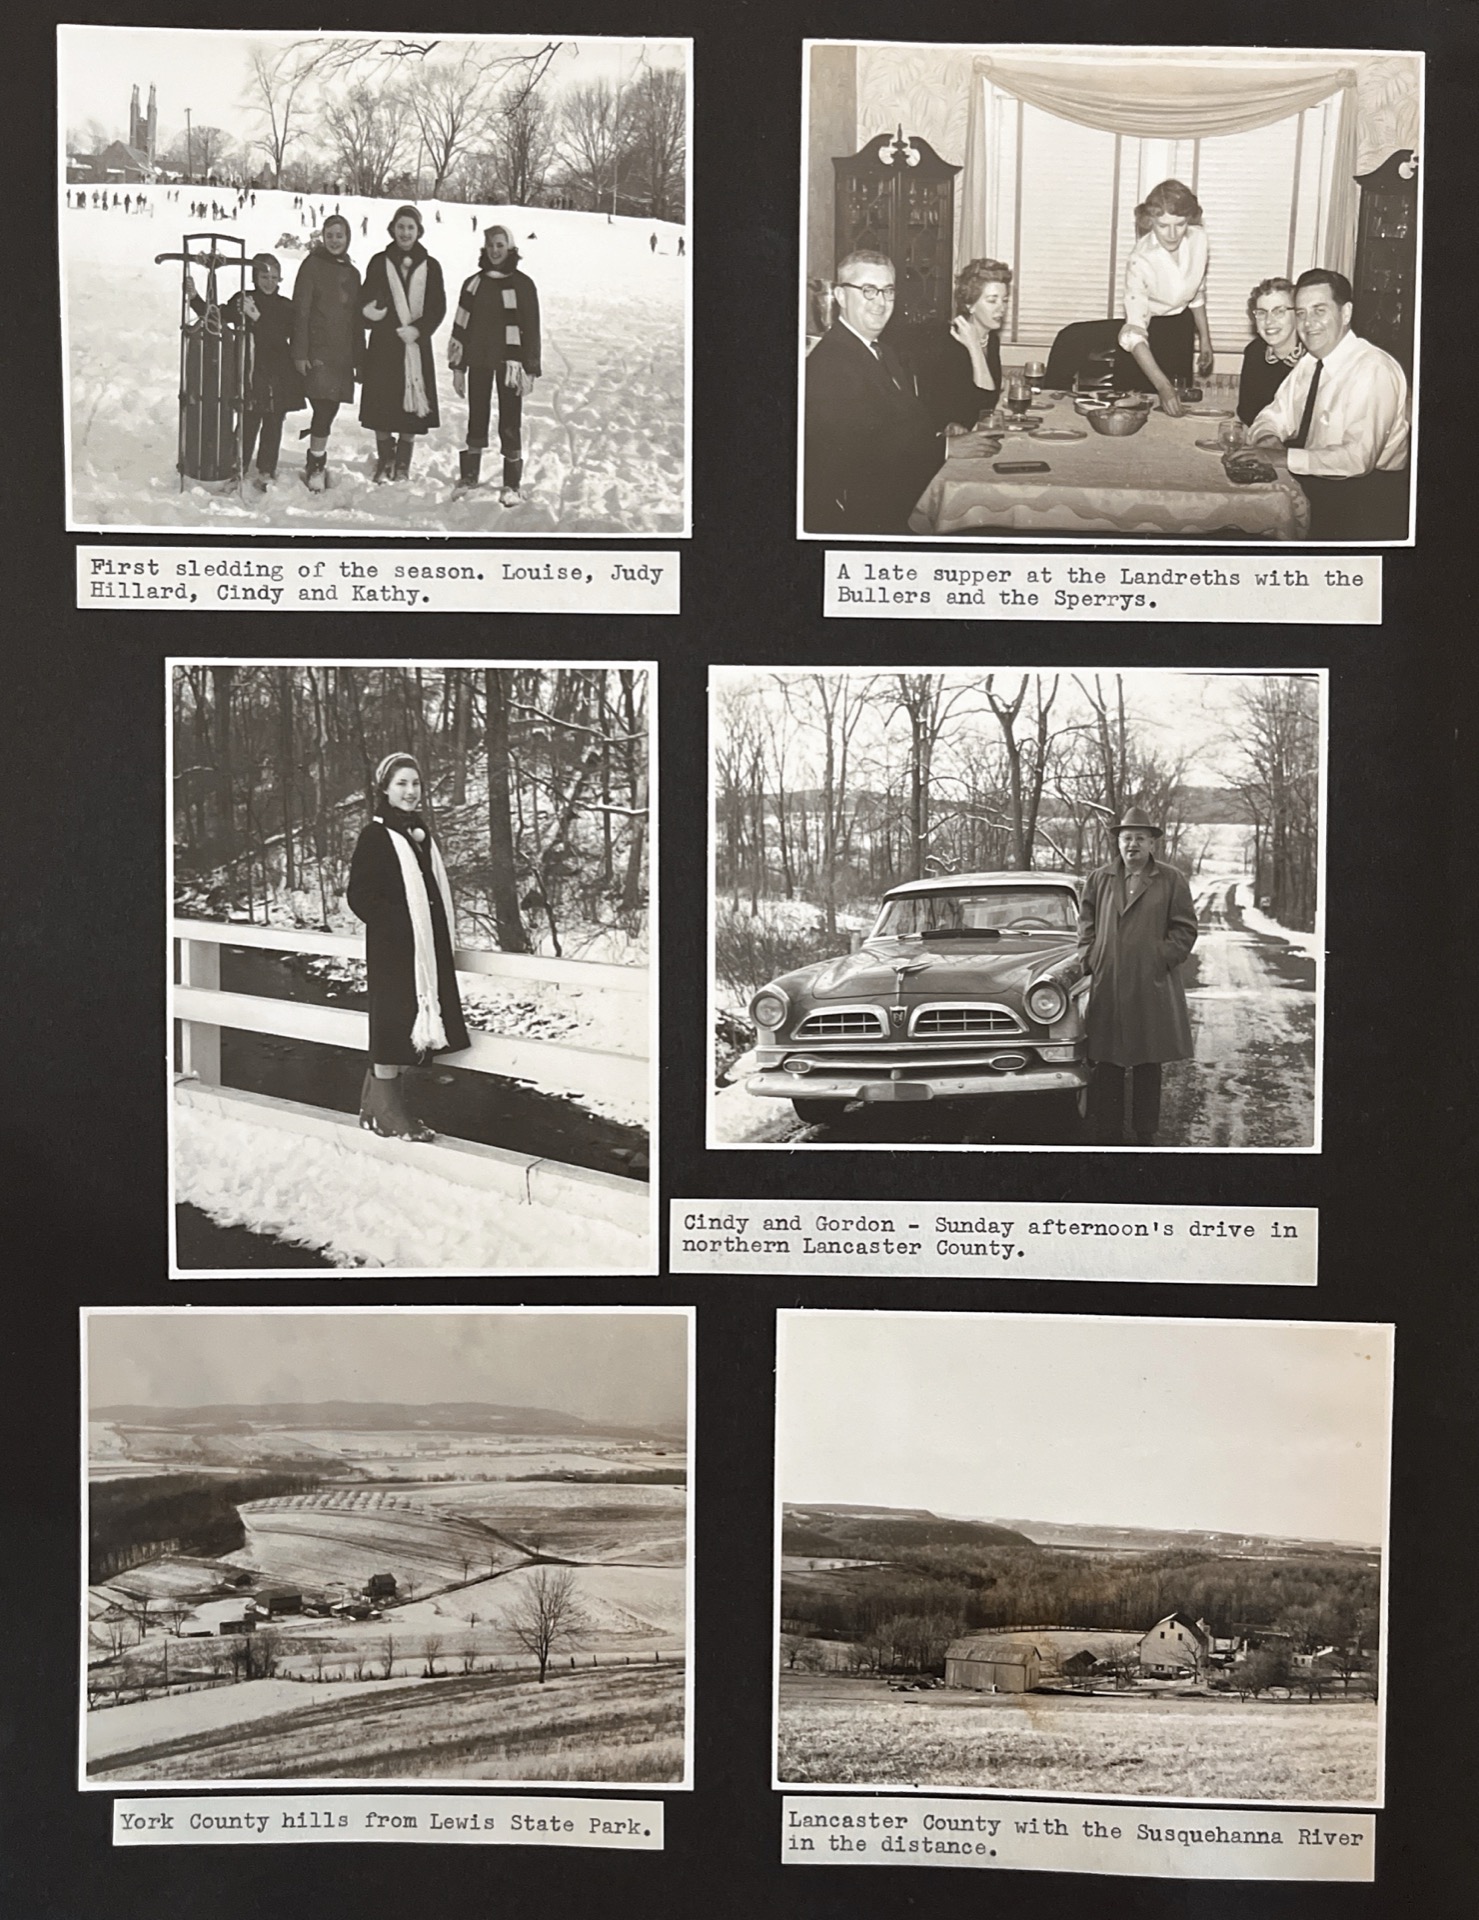 First sledding of the season. Louise, Judy
Hillard, Cindy and Kathy.
A late supper at the Landreths with the
Bullers and the Sperrys.
Cindy and Gordon - Sunday afternoon's drive in
northern Lancaster County.
York County hills from Lewis State Park.
Lancaster County with the Susquehanna River
in the distance.